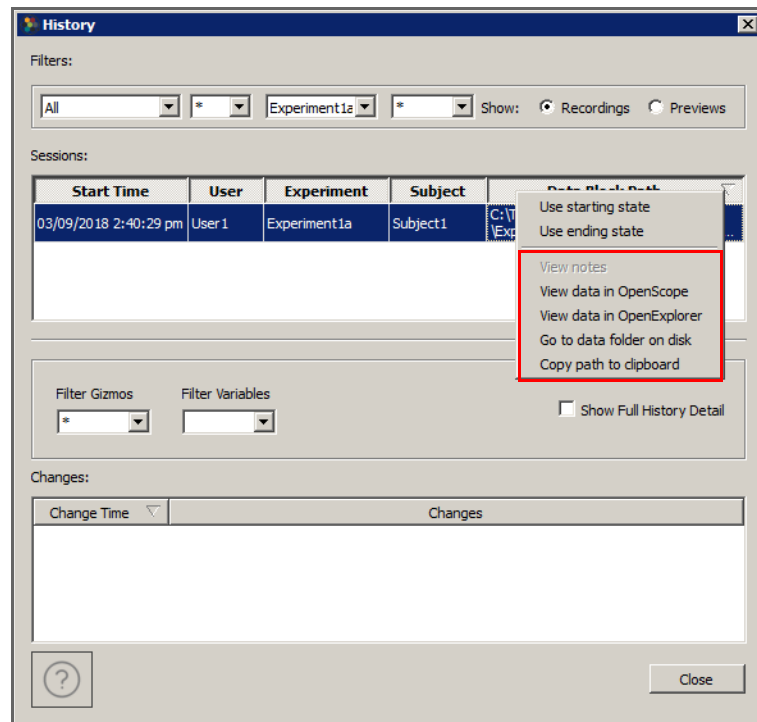 History
Filters:
All * Experiment1a * Show: Recordings Previews
Sessions:
Start Time User Experiment Subject
03/09/2018 2:40:29 pm User1 Experiment1a Subject1 C:\T
\Exp ..
Use starting state
Use ending state
View notes
View data in OpenScope
View data in OpenExplorer
Go to data folder on disk
Copy path to clipboard
Filter Gizmos Filter Variables
*
Show Full History Detail
Changes:
Change Time Changes
?
Close